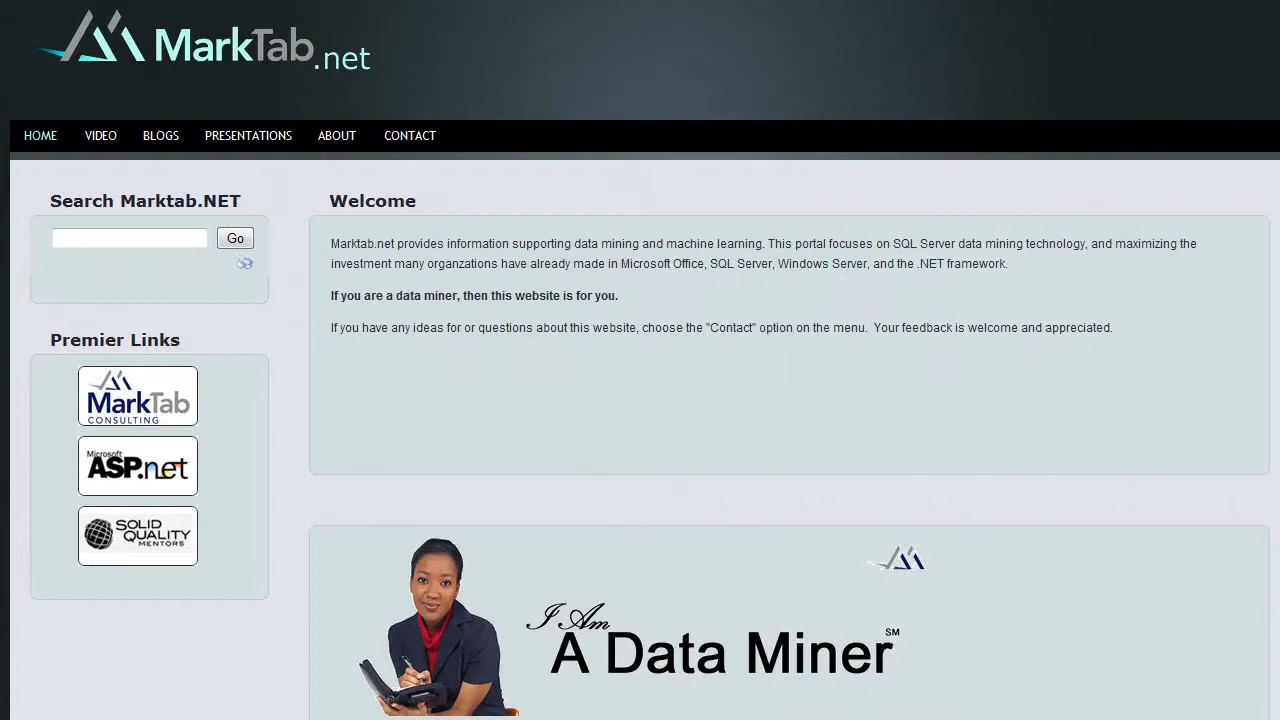 MarkTab.net
HOME VIDEO BLOGS PRESENTATIONS ABOUT CONTACT
Search Marktab.NET
Go
Premier Links
MarkTab
CONSULTING
Microsoft
ASP.net
SOLID
QUALITY
MENTORS
Welcome
Marktab.net provides information supporting data mining and machine learning. This portal focuses on SQL Server data mining technology, and maximizing the
investment many organzations have already made in Microsoft Office, SQL Server, Windows Server, and the .NET framework.
If you are a data miner, then this website is for you.
If you have any ideas for or questions about this website, choose the "Contact" option on the menu.  Your feedback is welcome and appreciated.
I Am
A Data Miner℠